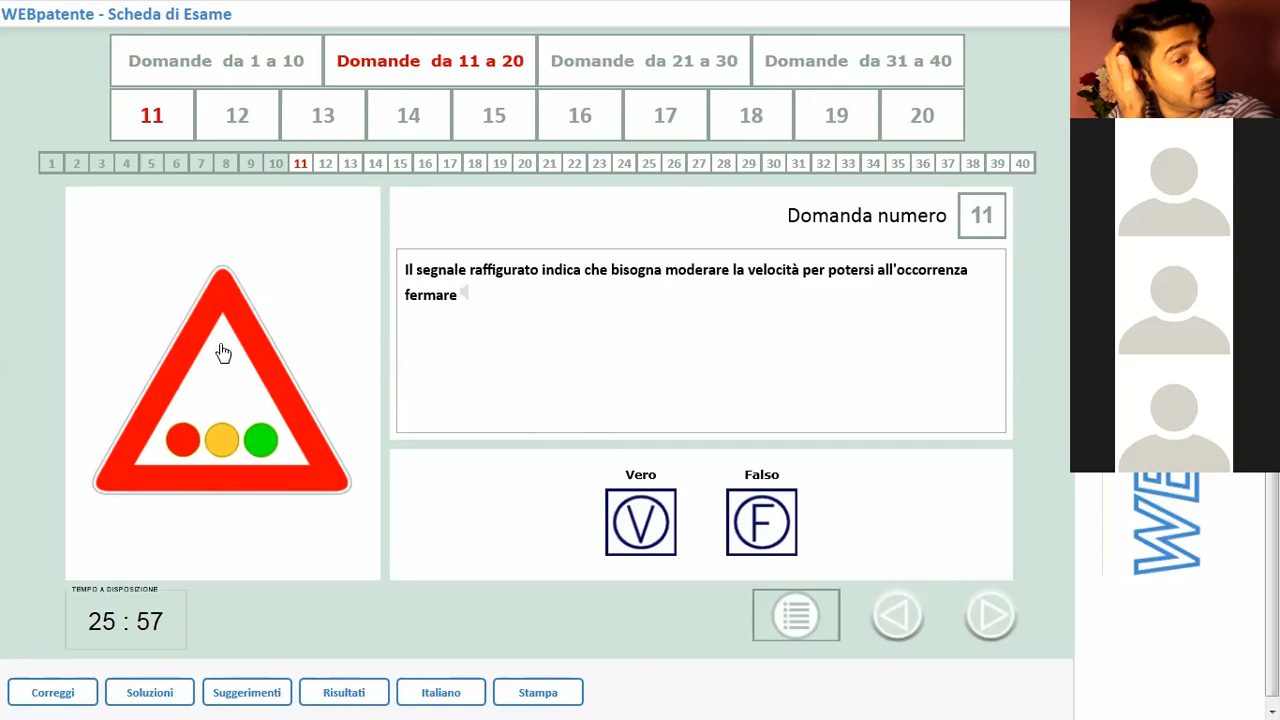 WEBpatente - Scheda di Esame
Domande da 1 a 10
Domande da 11 a 20
Domande da 21 a 30
Domande da 31 a 40
11 12 13 14 15 16 17 18 19 20
1 2 3 4 5 6 7 8 9 10 11 12 13 14 15 16 17 18 19 20 21 22 23 24 25 26 27 28 29 30 31 32 33 34 35 36 37 38 39 40
Domanda numero 11
Il segnale raffigurato indica che bisogna moderare la velocità per potersi all'occorrenza
fermare
Vero Falso
V F
TEMPO A DISPOSIZIONE
25 : 57
WE
Correggi Soluzioni Suggerimenti Risultati Italiano Stampa